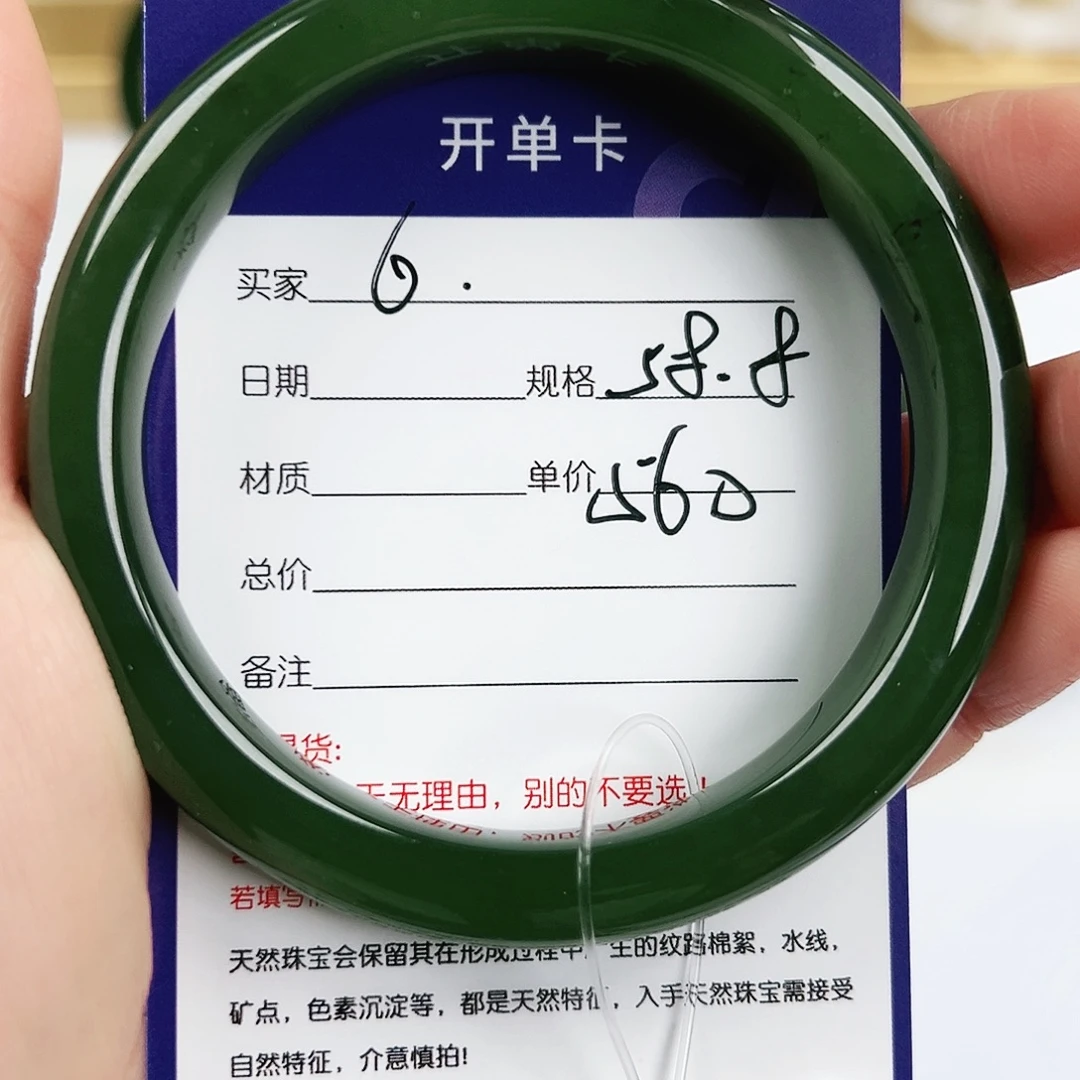 开单卡
买家 6.
日期 规格 58.8
材质 单价 560
总价
备注
退货:
天无理由，别的不要选！
若填写
天然珠宝会保留其在形成过程中 生的纹路棉絮，水线，
矿点，色素沉淀等，都是天然特征，入手天然珠宝需接受
自然特征，介意慎拍!